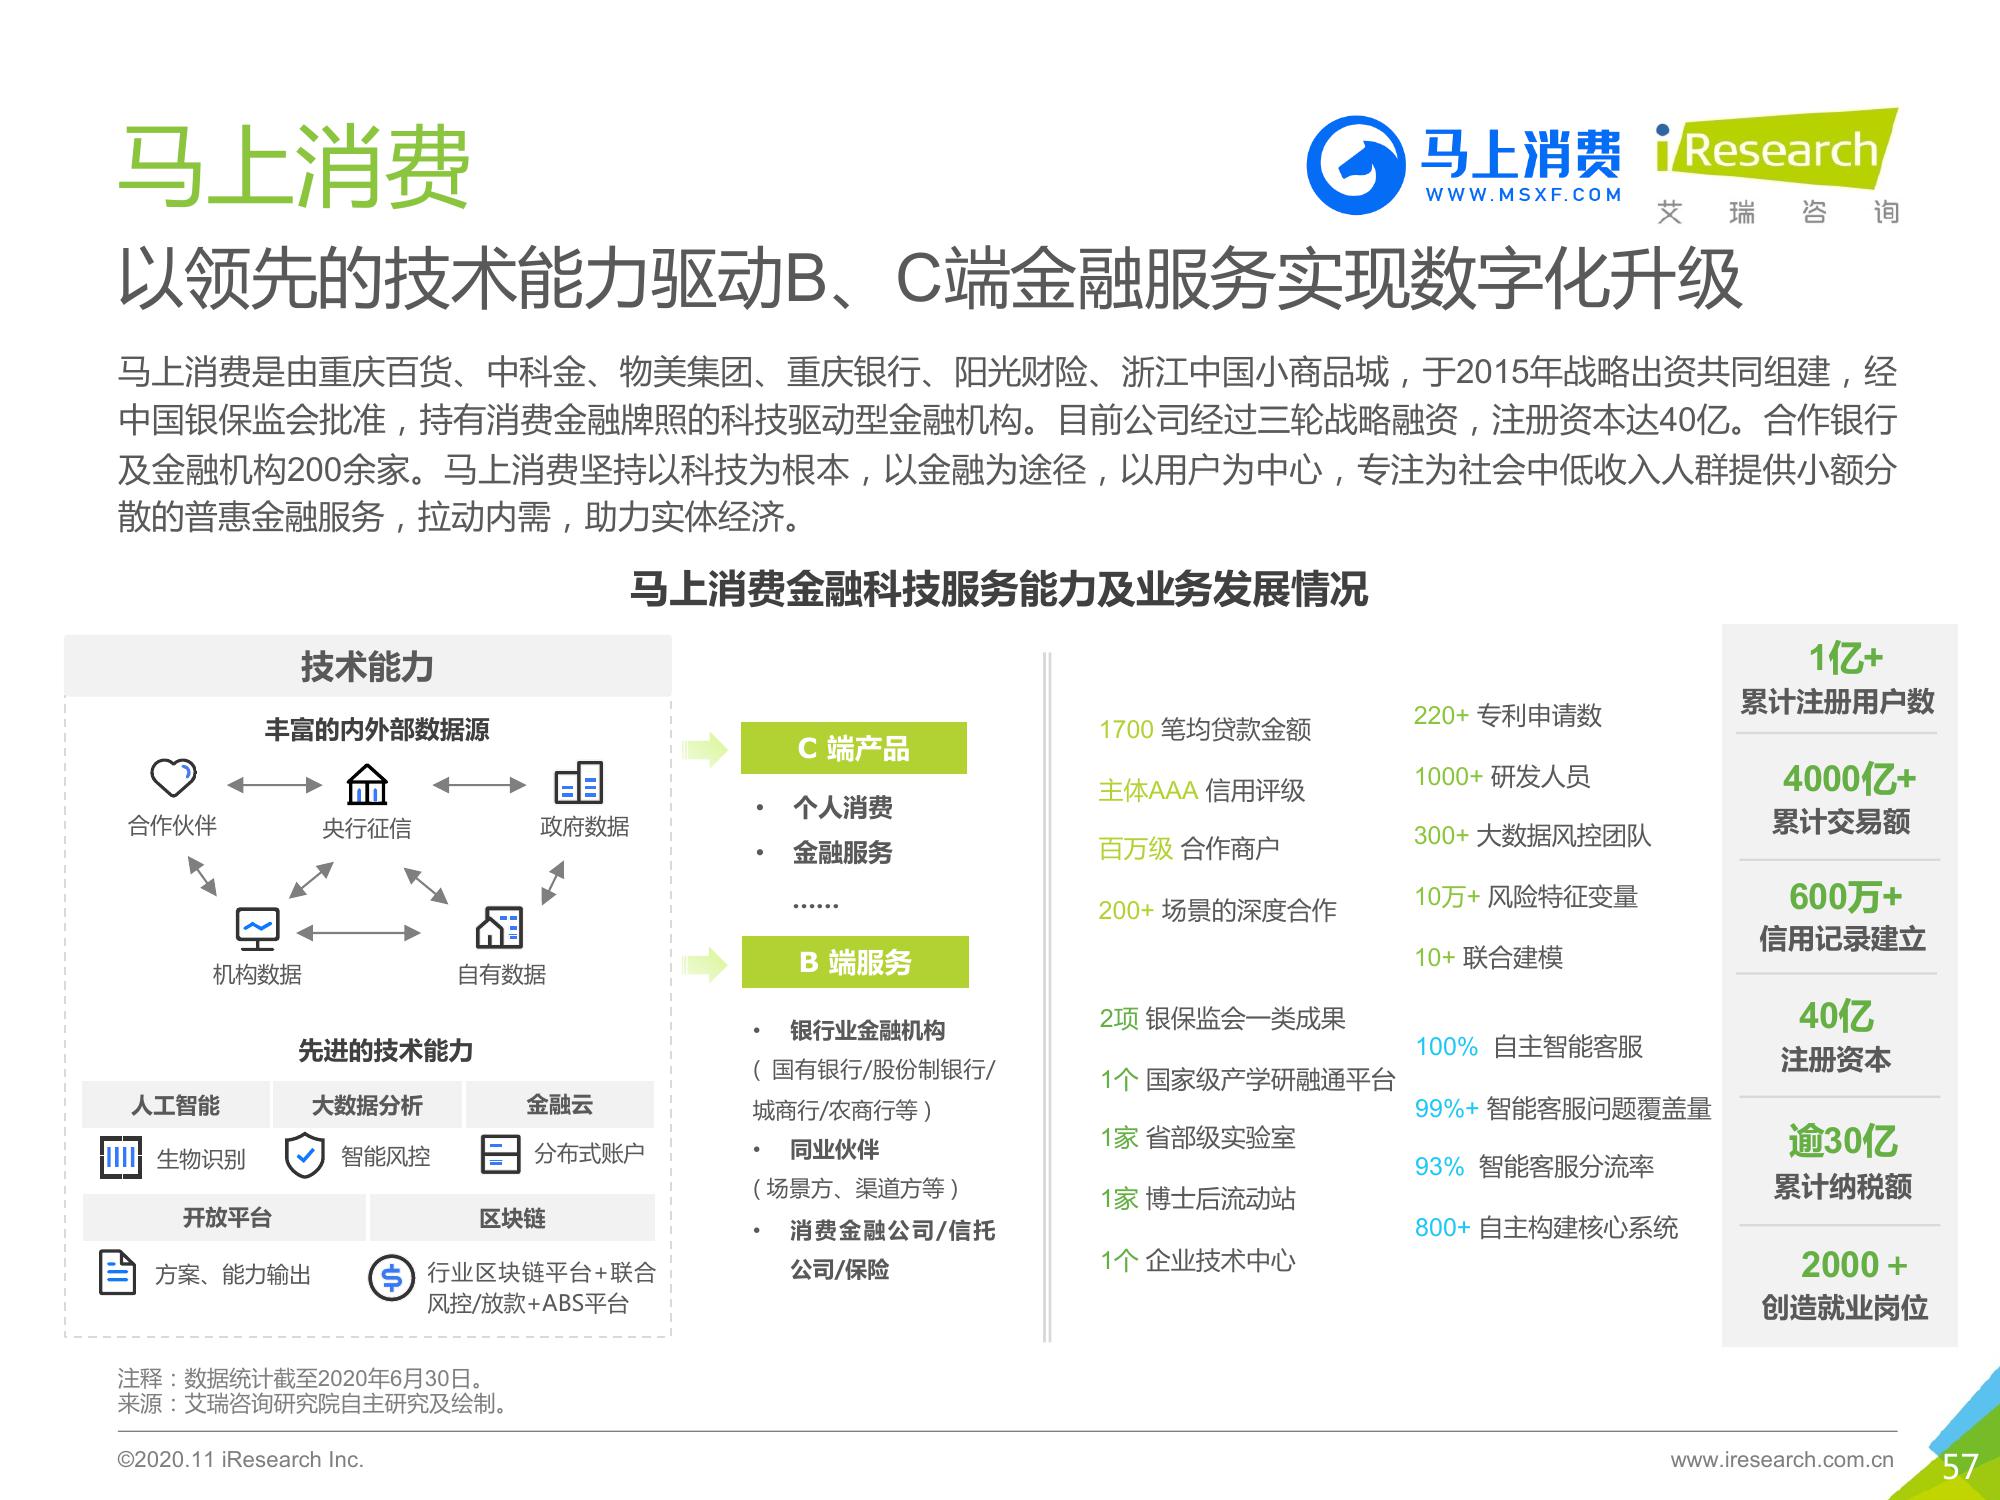 马上消费
马上消费
WWW.MSXF.COM
iResearch
艾瑞咨询
以领先的技术能力驱动B、C端金融服务实现数字化升级
马上消费是由重庆百货、中科金、物美集团、重庆银行、阳光财险、浙江中国小商品城，于2015年战略出资共同组建，经
中国银保监会批准，持有消费金融牌照的科技驱动型金融机构。目前公司经过三轮战略融资，注册资本达40亿。合作银行
及金融机构200余家。马上消费坚持以科技为根本，以金融为途径，以用户为中心，专注为社会中低收入人群提供小额分
散的普惠金融服务，拉动内需，助力实体经济。
马上消费金融科技服务能力及业务发展情况
技术能力
丰富的内外部数据源
合作伙伴
央行征信
政府数据
机构数据
自有数据
先进的技术能力
人工智能
大数据分析
金融云
生物识别
智能风控
分布式账户
开放平台
区块链
方案、能力输出
行业区块链平台+联合
风控/放款+ABS平台
C 端产品
• 个人消费
• 金融服务
……
B 端服务
• 银行业金融机构
（ 国有银行/股份制银行/
城商行/农商行等）
• 同业伙伴
（场景方、渠道方等）
• 消费金融公司/信托
公司/保险
1700 笔均贷款金额
主体AAA 信用评级
百万级 合作商户
200+ 场景的深度合作
2项 银保监会一类成果
1个 国家级产学研融通平台
1家 省部级实验室
1家 博士后流动站
1个 企业技术中心
220+ 专利申请数
1000+ 研发人员
300+ 大数据风控团队
10万+ 风险特征变量
10+ 联合建模
100% 自主智能客服
99%+ 智能客服问题覆盖量
93% 智能客服分流率
800+ 自主构建核心系统
1亿+
累计注册用户数
4000亿+
累计交易额
600万+
信用记录建立
40亿
注册资本
逾30亿
累计纳税额
2000 +
创造就业岗位
注释：数据统计截至2020年6月30日。
来源：艾瑞咨询研究院自主研究及绘制。
©2020.11 iResearch Inc.
www.iresearch.com.cn
57